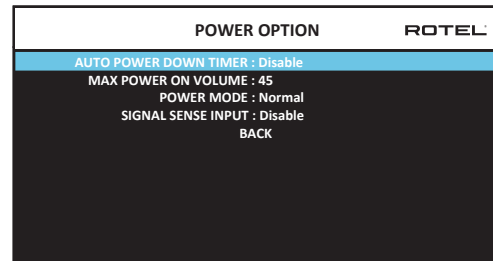 POWER OPTION ROTEL
AUTO POWER DOWN TIMER : Disable
MAX POWER ON VOLUME : 45
POWER MODE : Normal
SIGNAL SENSE INPUT : Disable
BACK